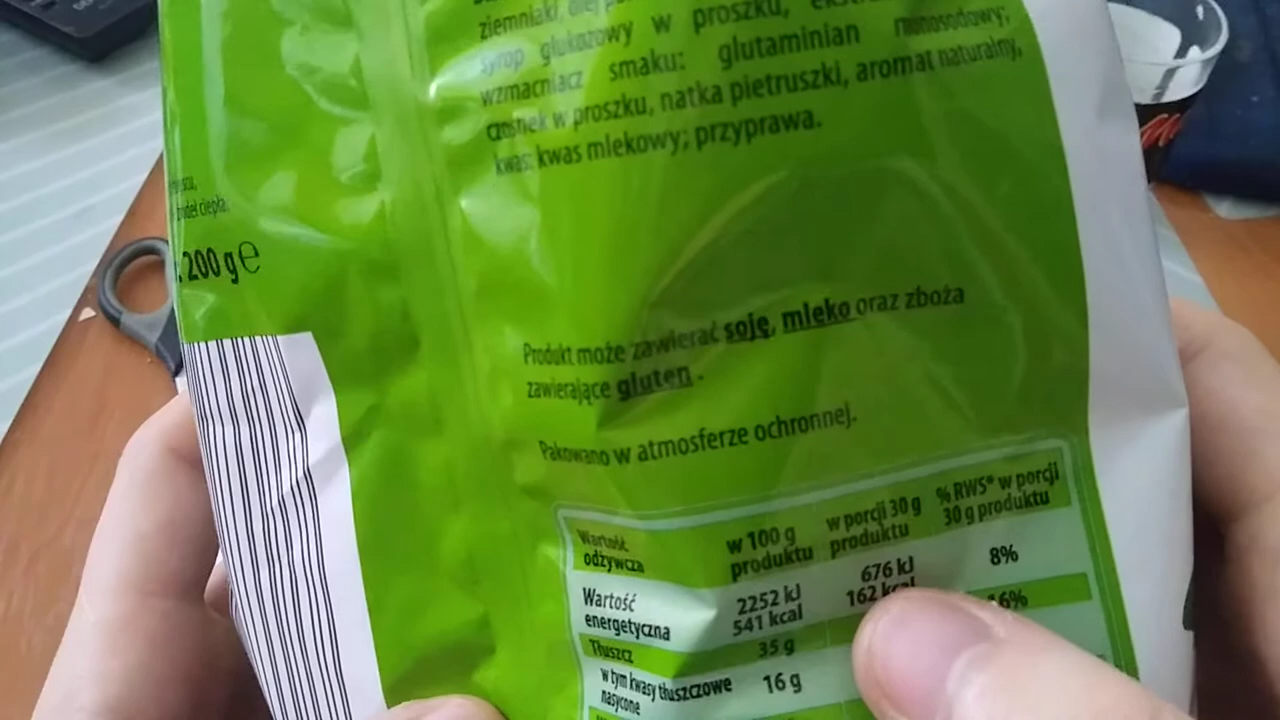 ziemniaki, olej
syrop glukozowy w proszku,
wzmacniacz smaku: glutaminian monosodowy;
czosnek w proszku, natka pietruszki, aromat naturalny,
kwas: kwas mlekowy; przyprawa.
ciepła.
200 g ℮
Produkt może zawierać soję, mleko oraz zboża
zawierające gluten.
Pakowano w atmosferze ochronnej.
Wartość odżywcza w 100 g produktu w porcji 30 g produktu % RWS* w porcji 30 g produktu
Wartość energetyczna 2252 kJ 541 kcal 676 kJ 162 kcal 8%
Tłuszcz 35 g 16%
w tym kwasy tłuszczowe nasycone 16 g